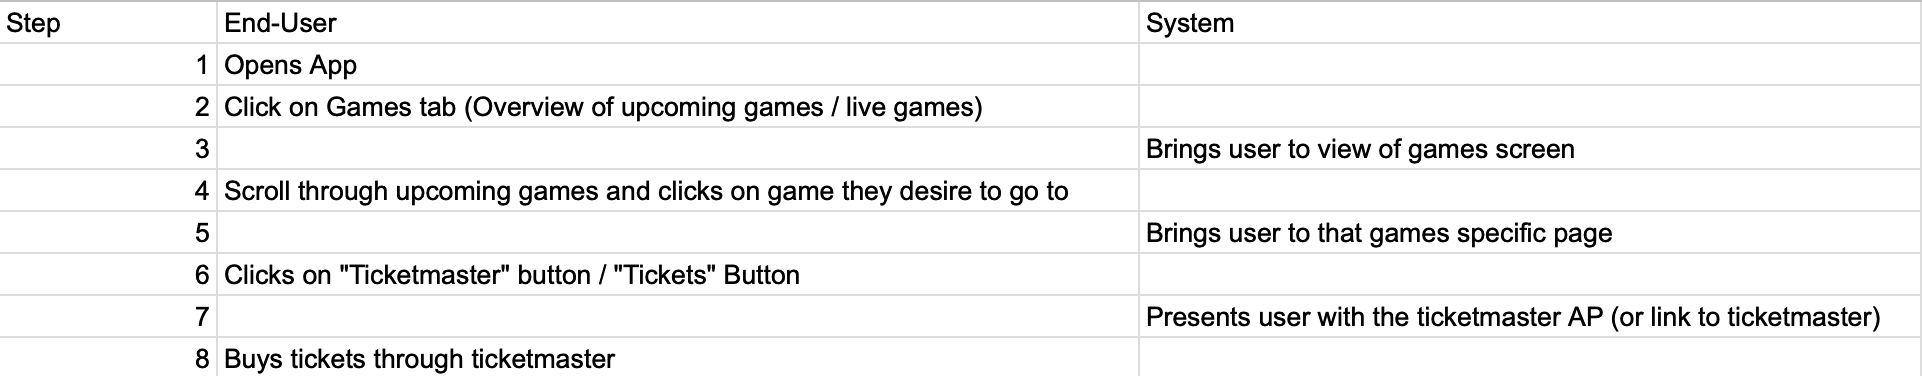 Step End-User System
1 Opens App
2 Click on Games tab (Overview of upcoming games / live games)
3 Brings user to view of games screen
4 Scroll through upcoming games and clicks on game they desire to go to
5 Brings user to that games specific page
6 Clicks on "Ticketmaster" button / "Tickets" Button
7 Presents user with the ticketmaster AP (or link to ticketmaster)
8 Buys tickets through ticketmaster